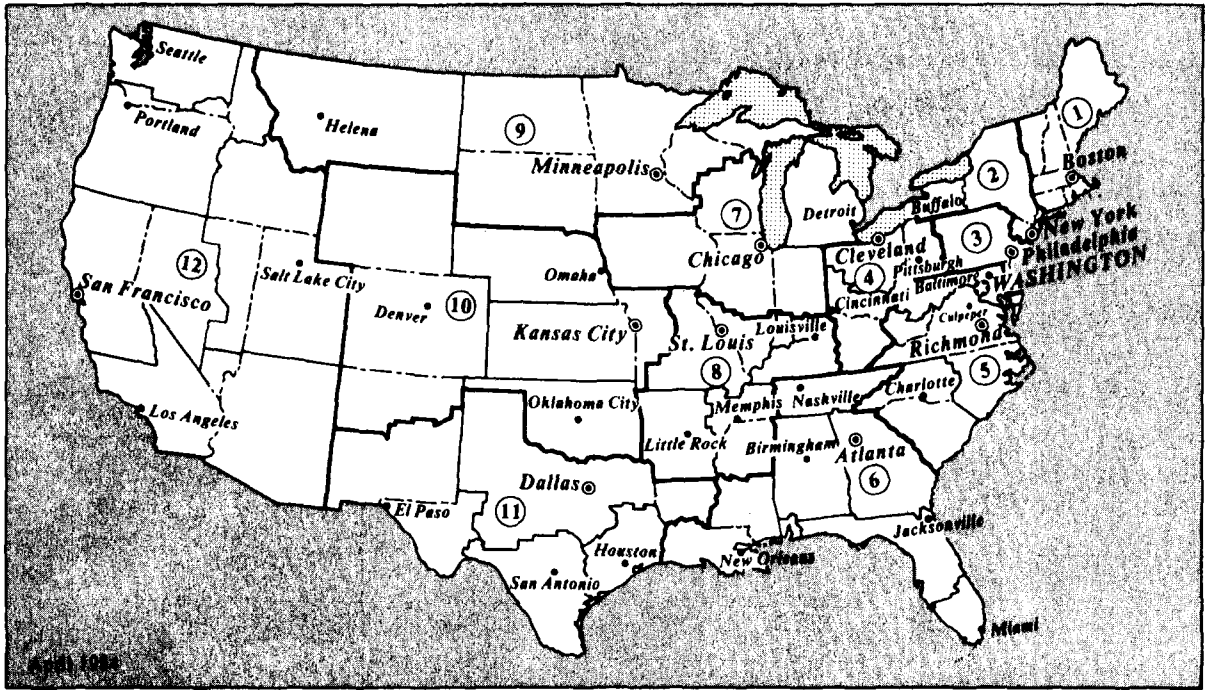 Seattle
Portland
Helena
9
Minneapolis
1
Boston
2
Buffalo
7
Detroit
New York
3
Philadelphia
Cleveland
Chicago
Pittsburgh
WASHINGTON
4
Baltimore
Cincinnati
12
Salt Lake City
Omaha
San Francisco
Denver
10
Kansas City
St. Louis
Louisville
Culpeper
Richmond
8
5
Charlotte
Los Angeles
Oklahoma City
Memphis
Nashville
Little Rock
Birmingham
Atlanta
6
Dallas
El Paso
11
Jacksonville
Houston
New Orleans
San Antonio
Miami
April 1984